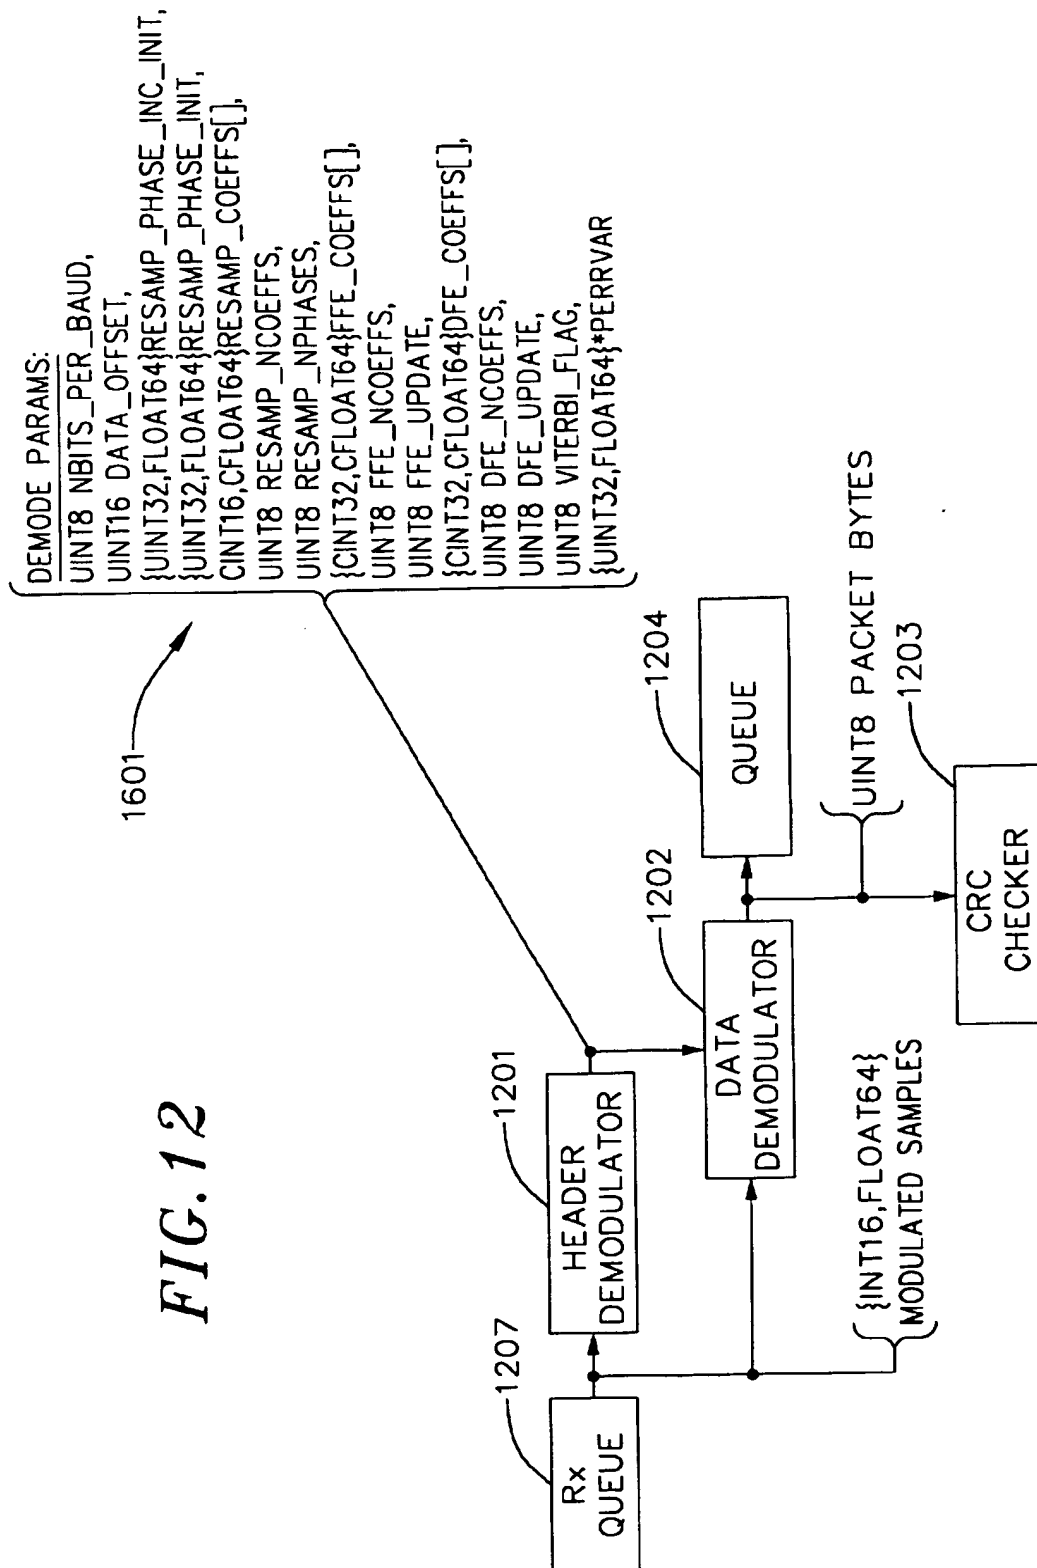 FIG.12
1601
DEMODE PARAMS:
UINT8 NBITS_PER_BAUD,
UINT16 DATA_OFFSET,
}UINT32,FLOAT64}RESAMP_PHASE_INC_INIT,
}UINT32,FLOAT64}RESAMP_PHASE_INIT,
CINT16,CFLOAT64}RESAMP_COEFFS[],
UINT8 RESAMP_NCOEFFS,
UINT8 RESAMP_NPHASES,
}CINT32,CFLOAT64}FFE_COEFFS[],
UINT8 FFE_NCOEFFS,
UINT8 FFE_UPDATE,
}CINT32,CFLOAT64}DFE_COEFFS[],
UINT8 DFE_NCOEFFS,
UINT8 DFE_UPDATE,
UINT8 VITERBI_FLAG,
}UINT32,FLOAT64}*PERRVAR
1207
Rx
QUEUE
1201
HEADER
DEMODULATOR
1202
DATA
DEMODULATOR
1204
QUEUE
}INT16,FLOAT64}
MODULATED SAMPLES
UINT8 PACKET BYTES
1203
CRC
CHECKER